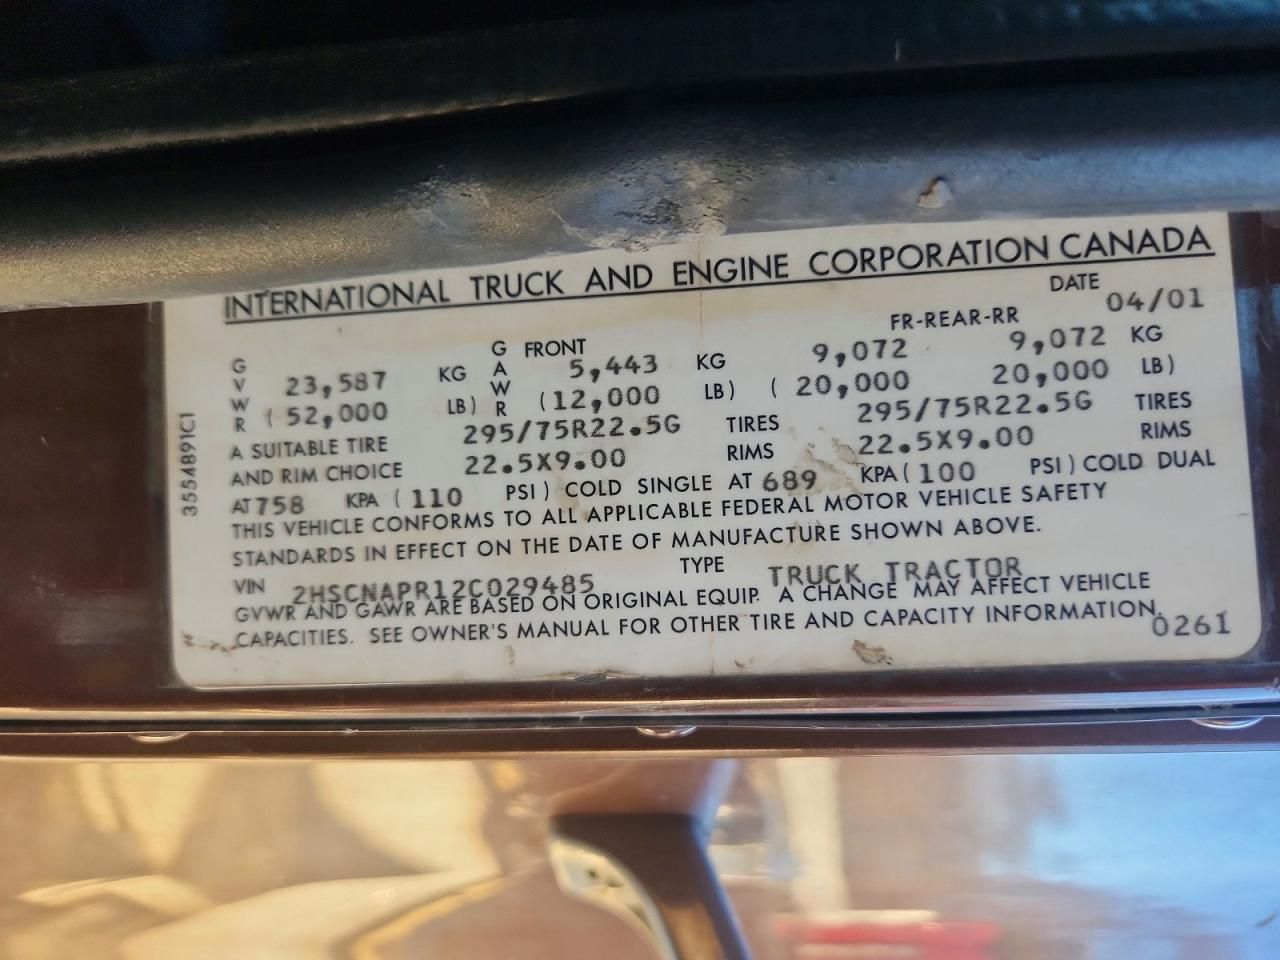 INTERNATIONAL TRUCK AND ENGINE CORPORATION CANADA
DATE
04/01
GVWR 23,587 KG GAWR FRONT 5,443 KG FR-REAR-RR 9,072 9,072 KG
(52,000 LB) (12,000 LB) (20,000 20,000 LB)
A SUITABLE TIRE 295/75R22.5G TIRES 295/75R22.5G TIRES
AND RIM CHOICE 22.5X9.00 RIMS 22.5X9.00 RIMS
AT 758 KPA (110 PSI) COLD SINGLE AT 689 KPA (100 PSI) COLD DUAL
THIS VEHICLE CONFORMS TO ALL APPLICABLE FEDERAL MOTOR VEHICLE SAFETY
STANDARDS IN EFFECT ON THE DATE OF MANUFACTURE SHOWN ABOVE.
VIN 2HSCNAPR12C029485 TYPE TRUCK TRACTOR
GVWR AND GAWR ARE BASED ON ORIGINAL EQUIP. A CHANGE MAY AFFECT VEHICLE
CAPACITIES. SEE OWNER'S MANUAL FOR OTHER TIRE AND CAPACITY INFORMATION.
0261
3554891C1